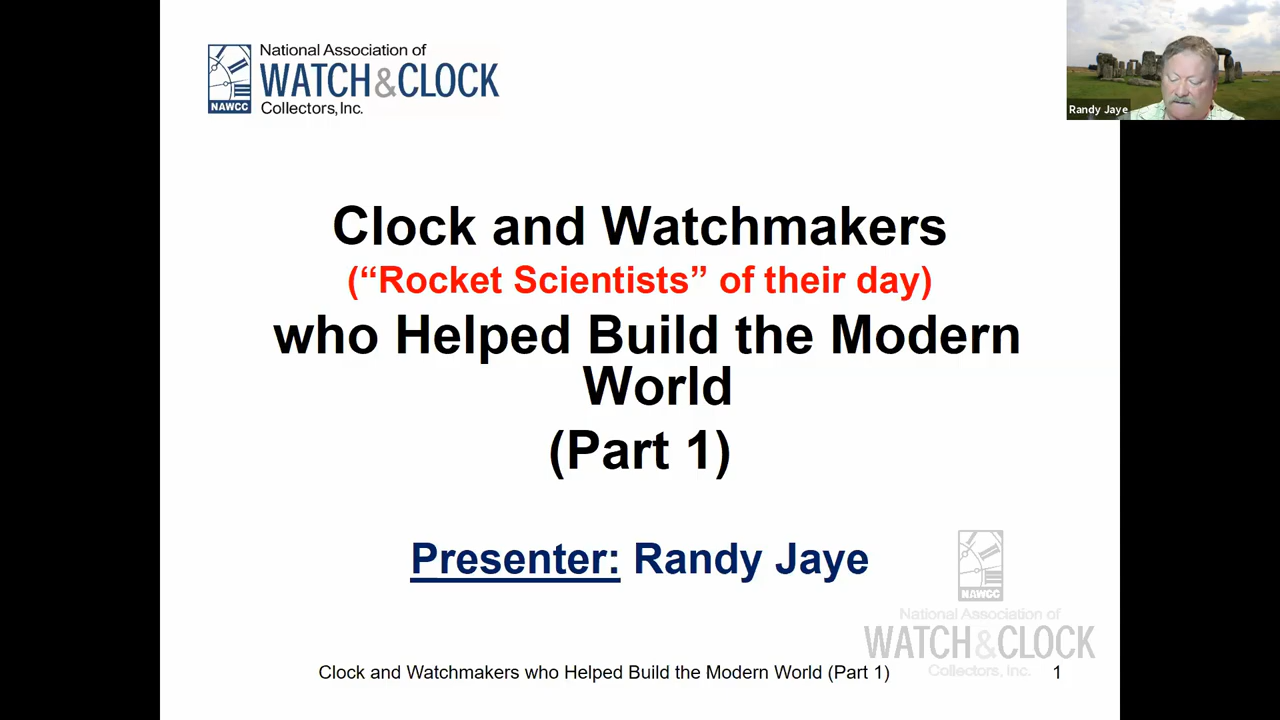 National Association of
WATCH&CLOCK
Collectors, Inc.
NAWCC
Randy Jaye
Clock and Watchmakers
(“Rocket Scientists” of their day)
who Helped Build the Modern
World
(Part 1)
Presenter: Randy Jaye
NAWCC
National Association of
WATCH&CLOCK
Collectors, Inc.
Clock and Watchmakers who Helped Build the Modern World (Part 1)
1